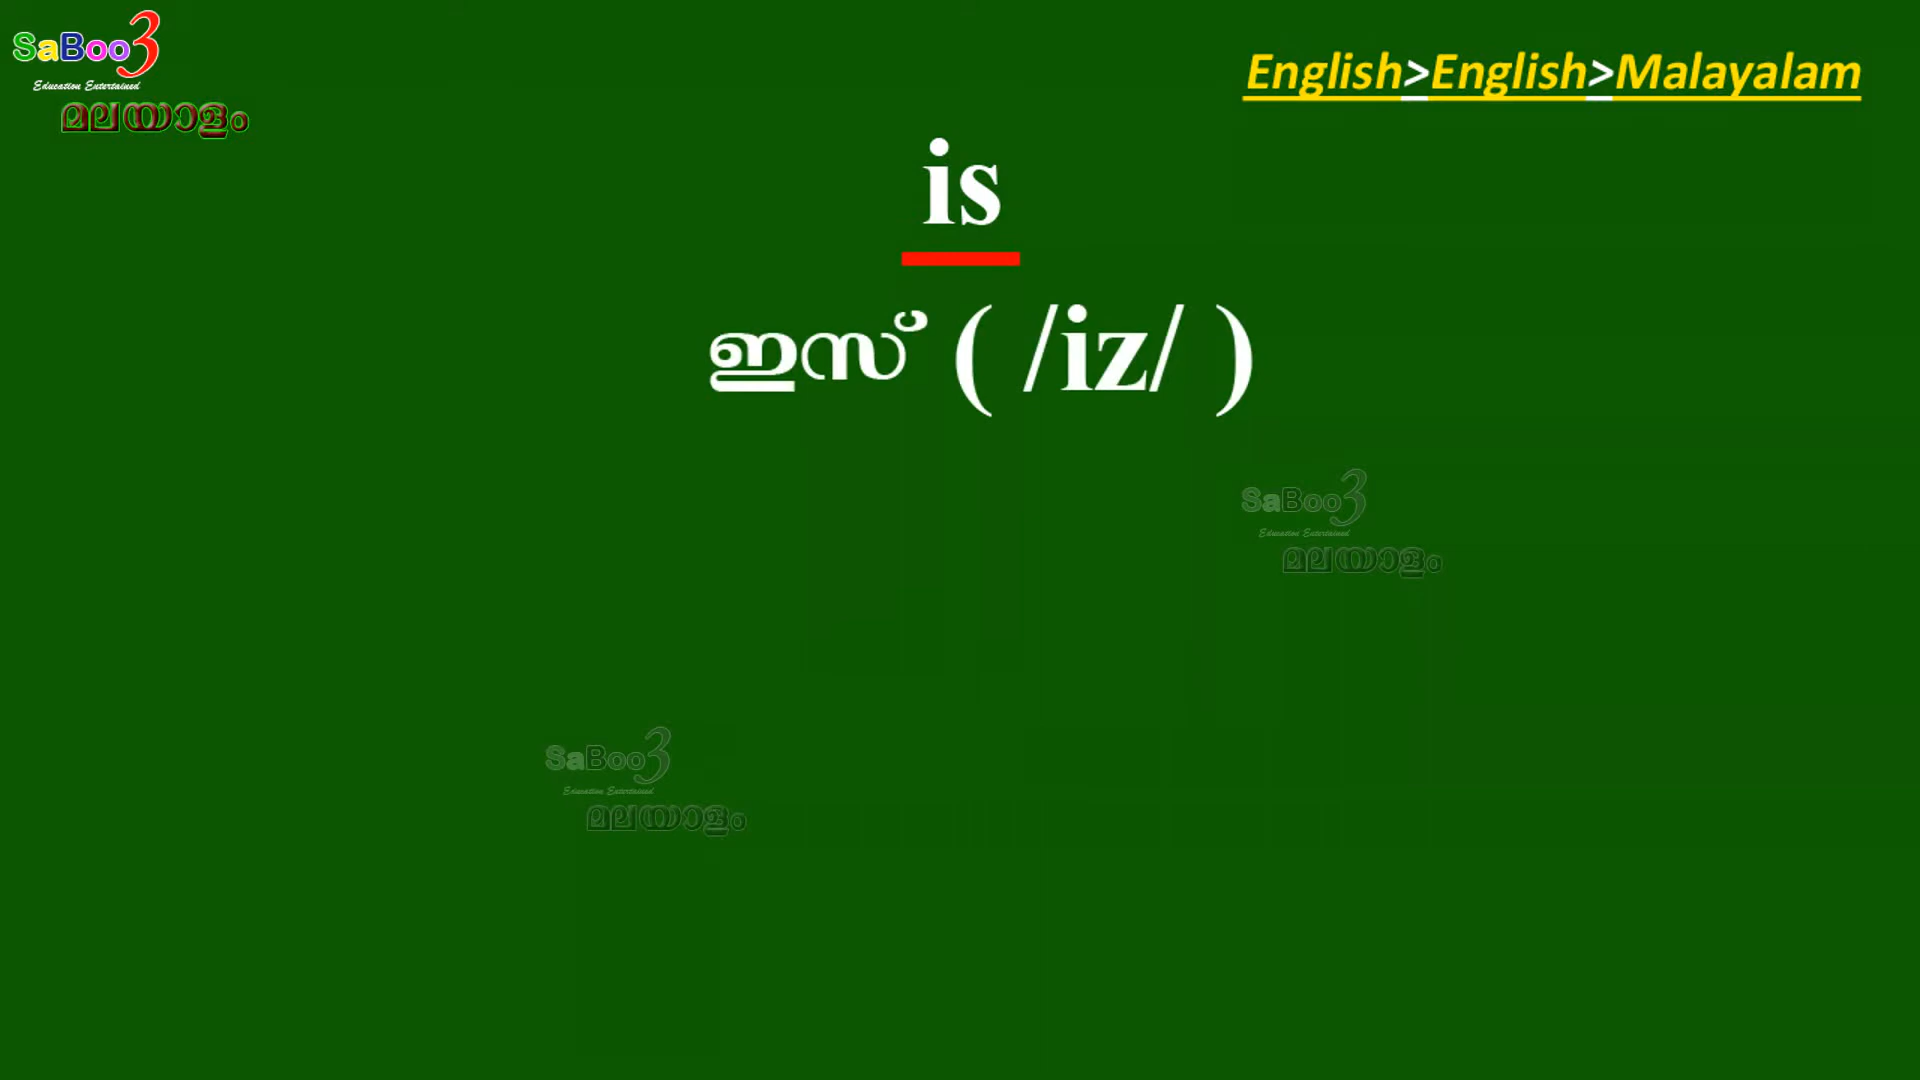 SaBoo3
Education Entertained
മലയാളം
English>English>Malayalam
is
ഇസ് ( /iz/ )
SaBoo3
Education Entertained
മലയാളം
SaBoo3
Education Entertained
മലയാളം